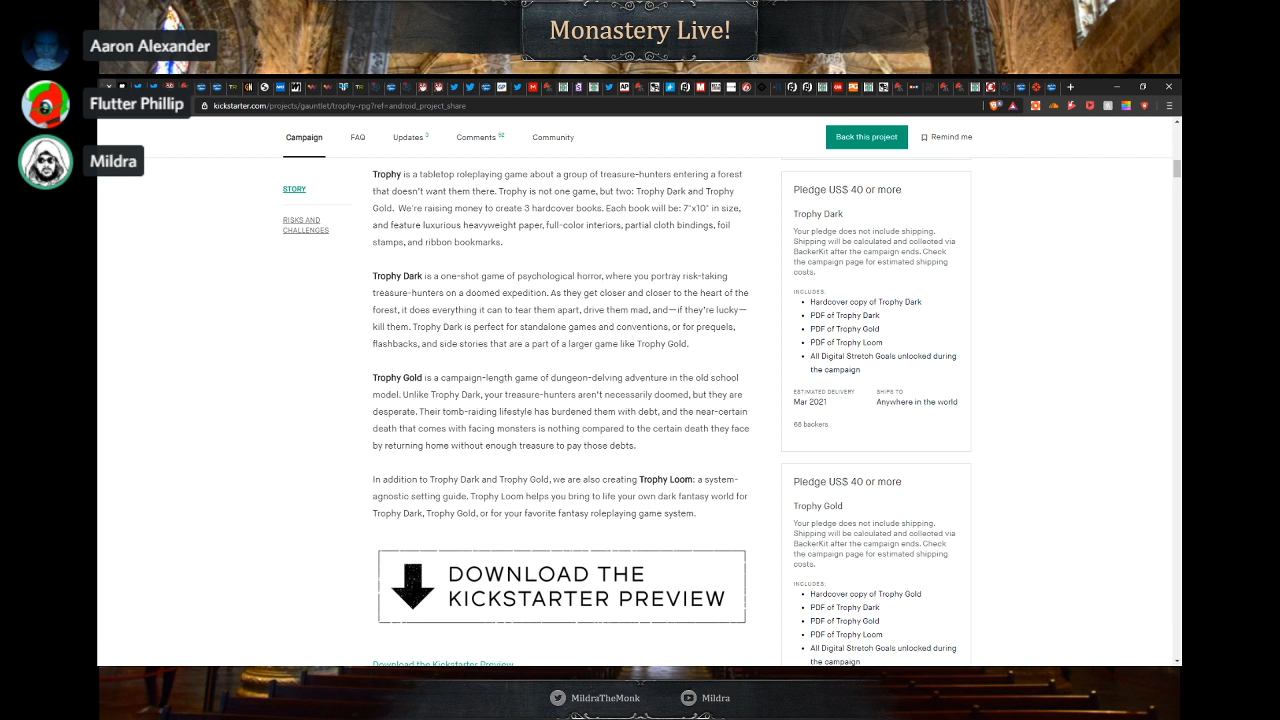 Monastery Live!
Aaron Alexander
Flutter Phillip
Mildra
kickstarter.com/projects/gauntlet/trophy-rpg?ref=android_project_share
Campaign
FAQ
Updates 3
Comments 52
Community
Back this project
Remind me
STORY
RISKS AND
CHALLENGES
Trophy is a tabletop roleplaying game about a group of treasure-hunters entering a forest
that doesn't want them there. Trophy is not one game, but two: Trophy Dark and Trophy
Gold. We're raising money to create 3 hardcover books. Each book will be: 7"x10" in size,
and feature luxurious heavyweight paper, full-color interiors, partial cloth bindings, foil
stamps, and ribbon bookmarks.
Trophy Dark is a one-shot game of psychological horror, where you portray risk-taking
treasure-hunters on a doomed expedition. As they get closer and closer to the heart of the
forest, it does everything it can to tear them apart, drive them mad, and—if they're lucky—
kill them. Trophy Dark is perfect for standalone games and conventions, or for prequels,
flashbacks, and side stories that are a part of a larger game like Trophy Gold.
Trophy Gold is a campaign-length game of dungeon-delving adventure in the old school
model. Unlike Trophy Dark, your treasure-hunters aren't necessarily doomed, but they are
desperate. Their tomb-raiding lifestyle has burdened them with debt, and the near-certain
death that comes with facing monsters is nothing compared to the certain death they face
by returning home without enough treasure to pay those debts.
In addition to Trophy Dark and Trophy Gold, we are also creating Trophy Loom: a system-
agnostic setting guide. Trophy Loom helps you bring to life your own dark fantasy world for
Trophy Dark, Trophy Gold, or for your favorite fantasy roleplaying game system.
DOWNLOAD THE
KICKSTARTER PREVIEW
Download the Kickstarter Preview
Pledge US$ 40 or more
Trophy Dark
Your pledge does not include shipping.
Shipping will be calculated and collected via
BackerKit after the campaign ends. Check
the campaign page for estimated shipping
costs.
INCLUDES:
Hardcover copy of Trophy Dark
PDF of Trophy Dark
PDF of Trophy Gold
PDF of Trophy Loom
All Digital Stretch Goals unlocked during
the campaign
ESTIMATED DELIVERY
SHIPS TO
Mar 2021
Anywhere in the world
68 backers
Pledge US$ 40 or more
Trophy Gold
Your pledge does not include shipping.
Shipping will be calculated and collected via
BackerKit after the campaign ends. Check
the campaign page for estimated shipping
costs.
INCLUDES:
Hardcover copy of Trophy Gold
PDF of Trophy Dark
PDF of Trophy Gold
PDF of Trophy Loom
All Digital Stretch Goals unlocked during
the campaign
MildraTheMonk
Mildra